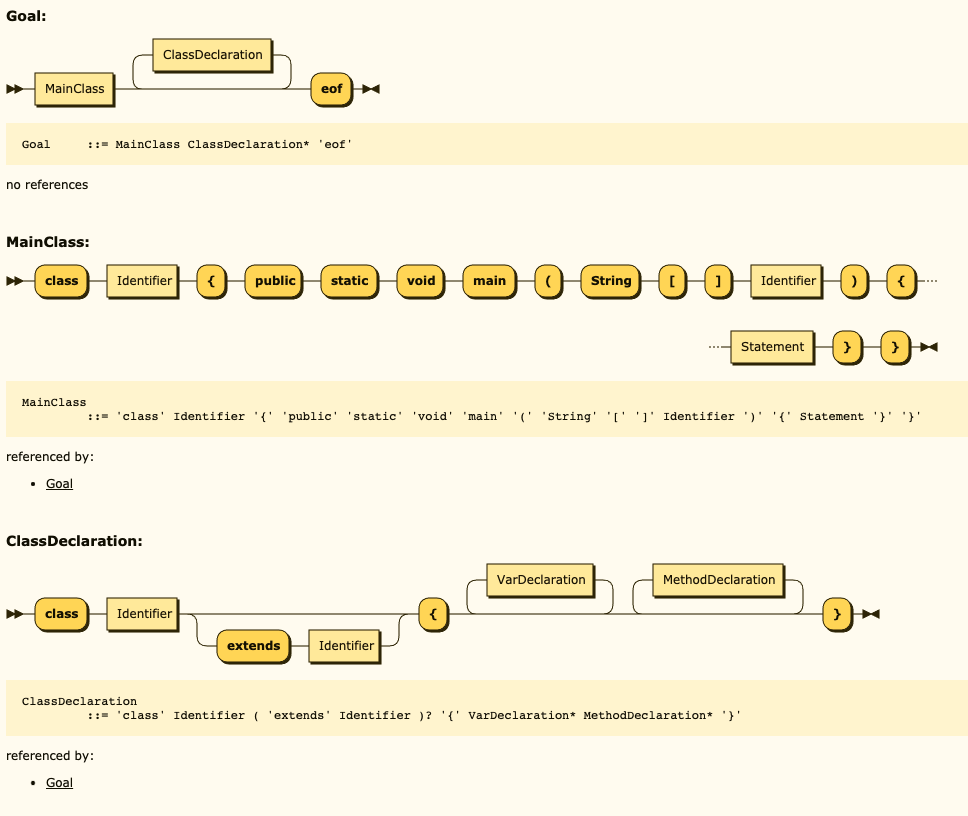 Goal:
ClassDeclaration
MainClass eof
Goal     ::= MainClass ClassDeclaration* 'eof'
no references
MainClass:
class Identifier { public static void main ( String [ ] Identifier ) {
Statement } }
MainClass
         ::= 'class' Identifier '{' 'public' 'static' 'void' 'main' '(' 'String' '[' ']' Identifier ')' '{' Statement '}' '}'
referenced by:
• Goal
ClassDeclaration:
VarDeclaration MethodDeclaration
class Identifier { }
extends Identifier
ClassDeclaration
         ::= 'class' Identifier ( 'extends' Identifier )? '{' VarDeclaration* MethodDeclaration* '}'
referenced by:
• Goal